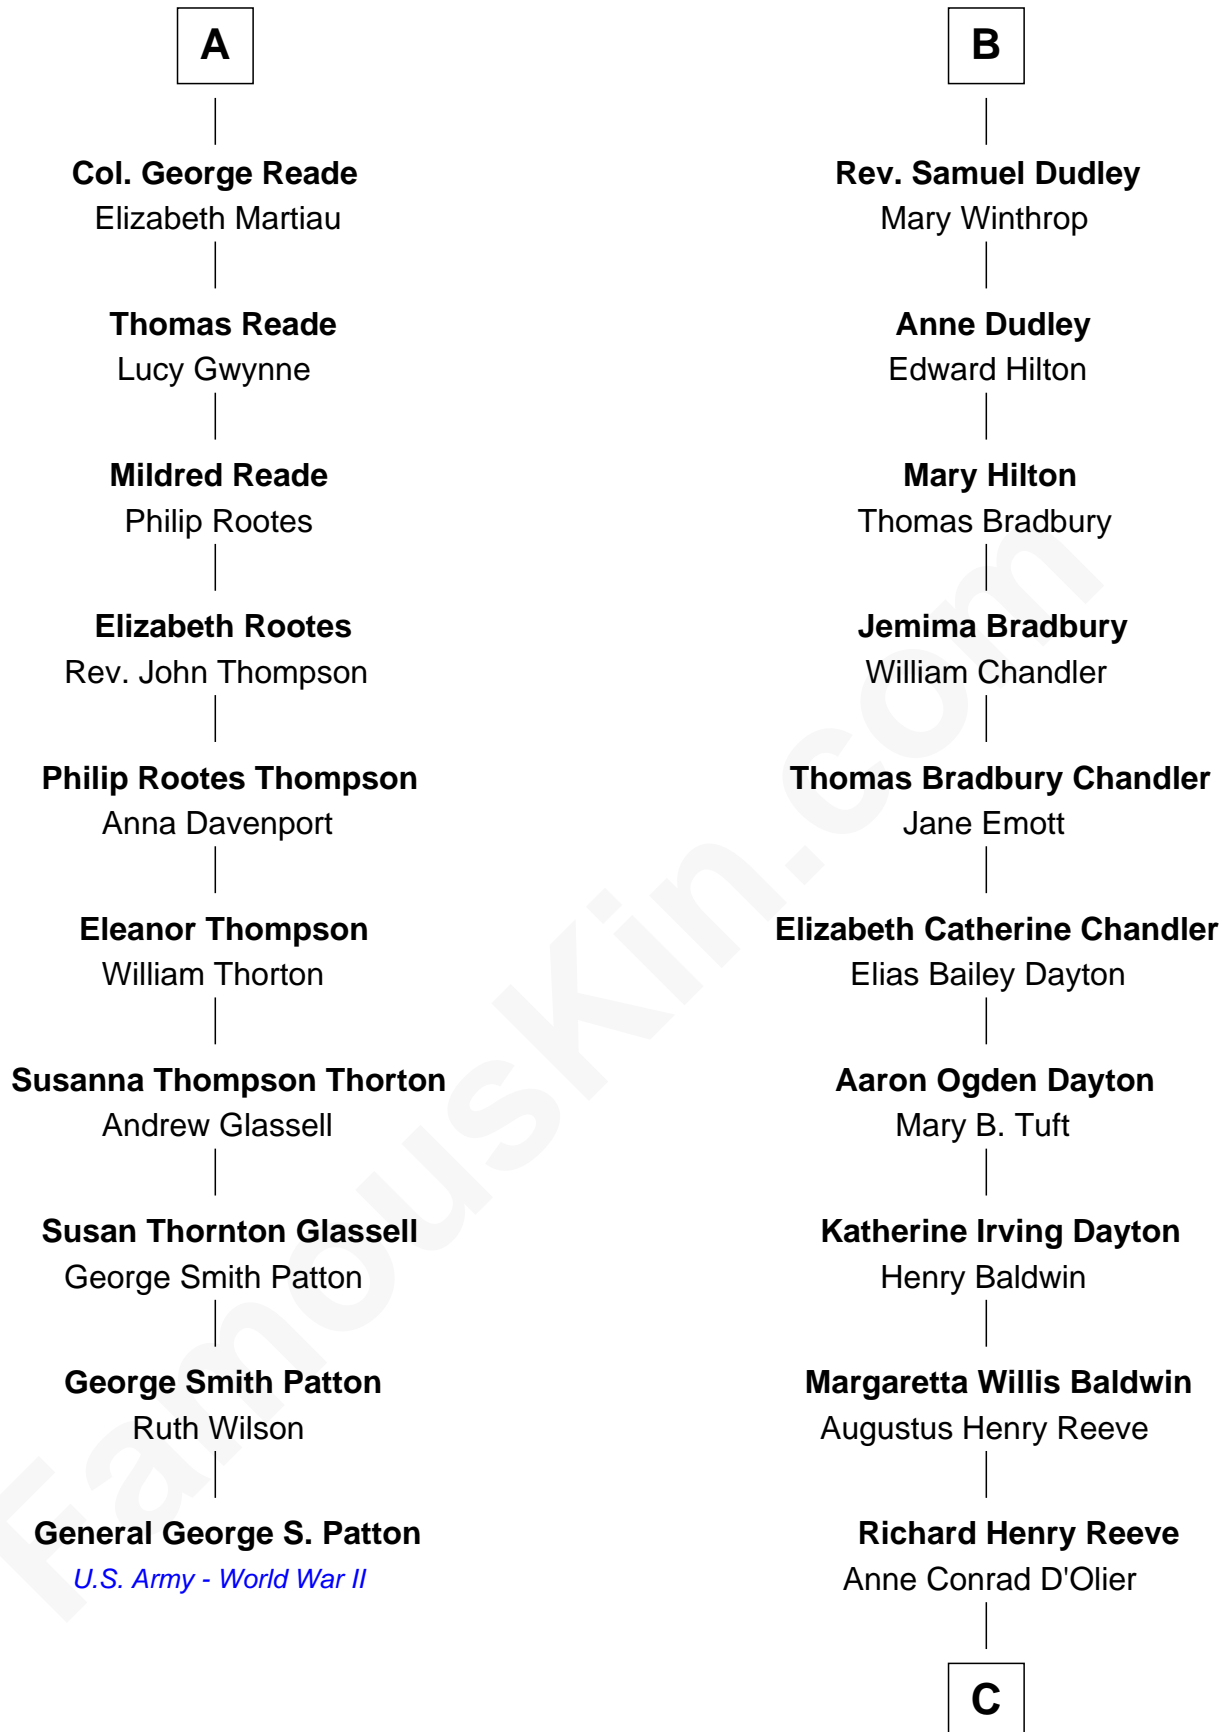 A
Col. George Reade
Elizabeth Martiau
Thomas Reade
Lucy Gwynne
Mildred Reade
Philip Rootes
Elizabeth Rootes
Rev. John Thompson
Philip Rootes Thompson
Anna Davenport
Eleanor Thompson
William Thorton
Susanna Thompson Thorton
Andrew Glassell
Susan Thornton Glassell
George Smith Patton
George Smith Patton
Ruth Wilson
General George S. Patton
U.S. Army - World War II
B
Rev. Samuel Dudley
Mary Winthrop
Anne Dudley
Edward Hilton
Mary Hilton
Thomas Bradbury
Jemima Bradbury
William Chandler
Thomas Bradbury Chandler
Jane Emott
Elizabeth Catherine Chandler
Elias Bailey Dayton
Aaron Ogden Dayton
Mary B. Tuft
Katherine Irving Dayton
Henry Baldwin
Margaretta Willis Baldwin
Augustus Henry Reeve
Richard Henry Reeve
Anne Conrad D'Olier
C
FamousKin.com